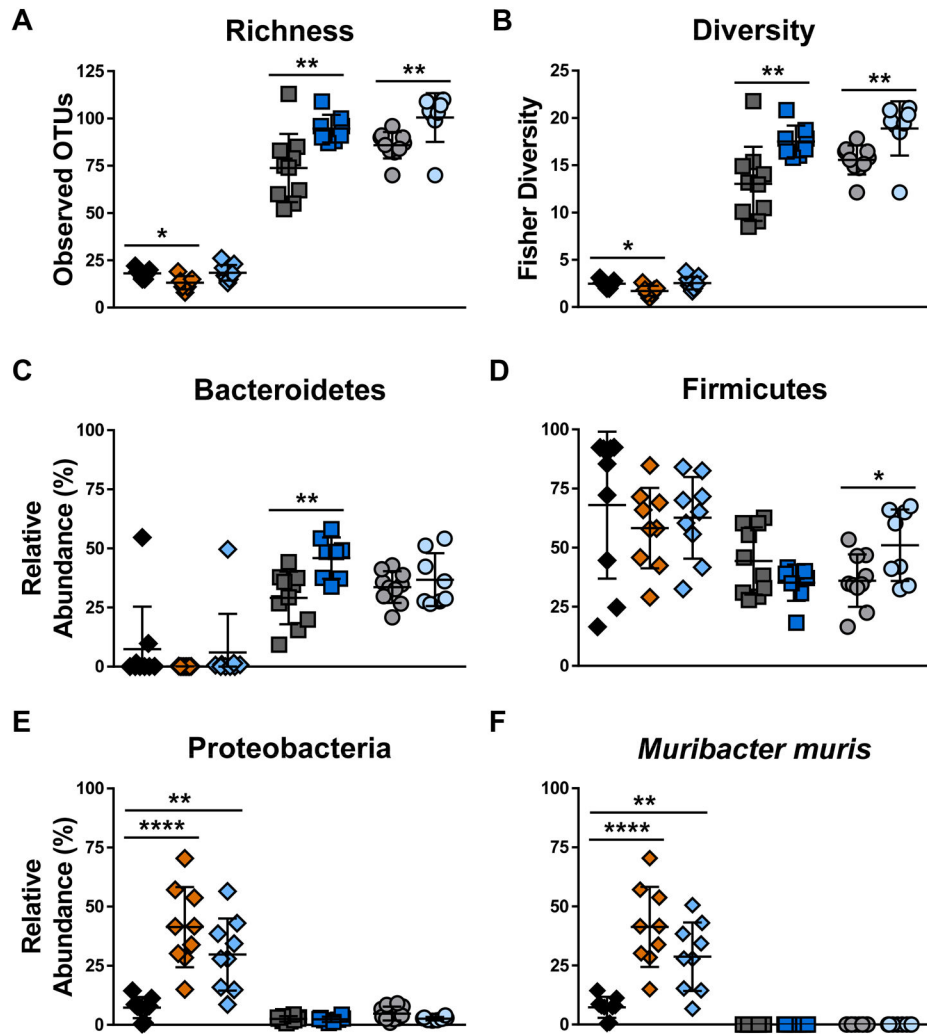 A
Richness
Observed OTUs
125
100
75
50
25
0
*
**
**
B
Diversity
Fisher Diversity
25
20
15
10
5
0
*
**
**
C
Bacteroidetes
Relative
Abundance (%)
100
75
50
25
0
**
D
Firmicutes
100
75
50
25
0
*
E
Proteobacteria
Relative
Abundance (%)
100
75
50
25
0
**
****
F
Muribacter muris
100
75
50
25
0
**
****